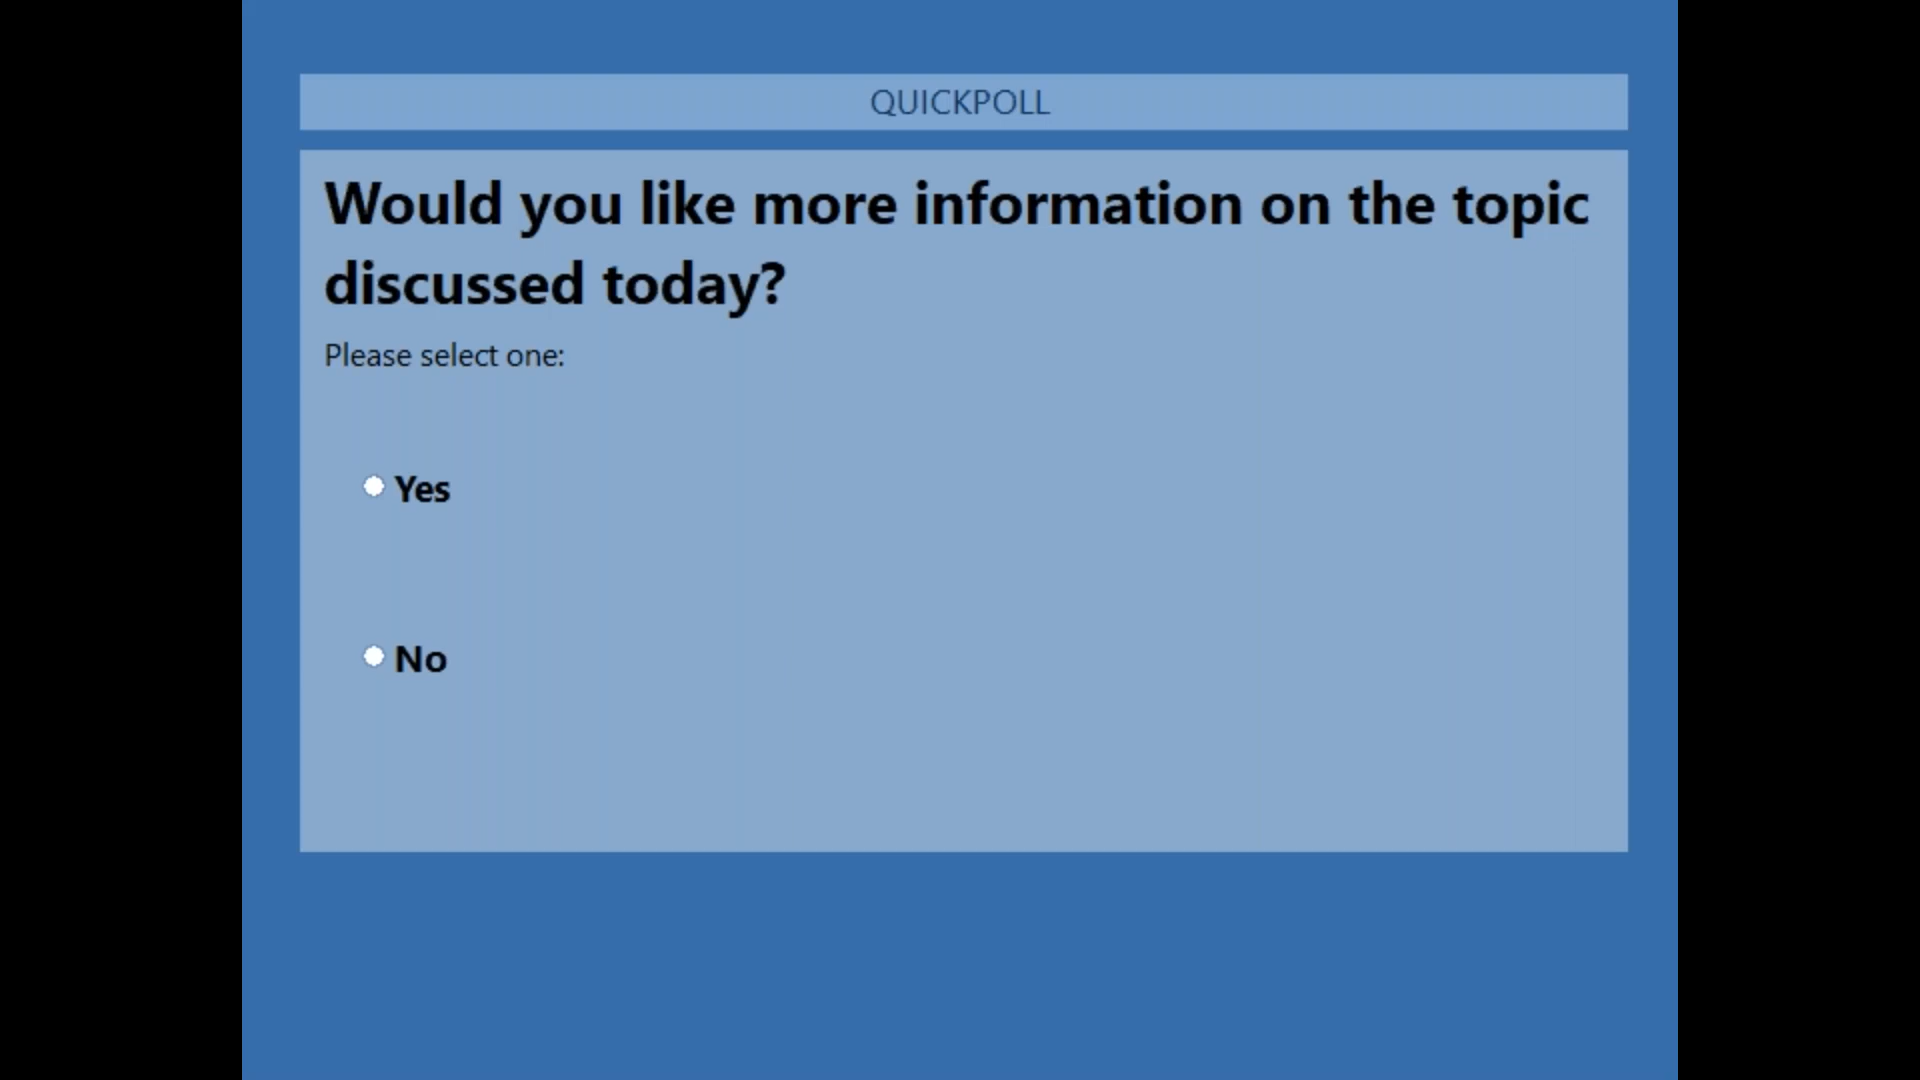 QUICKPOLL
Would you like more information on the topic
discussed today?
Please select one:
Yes
No